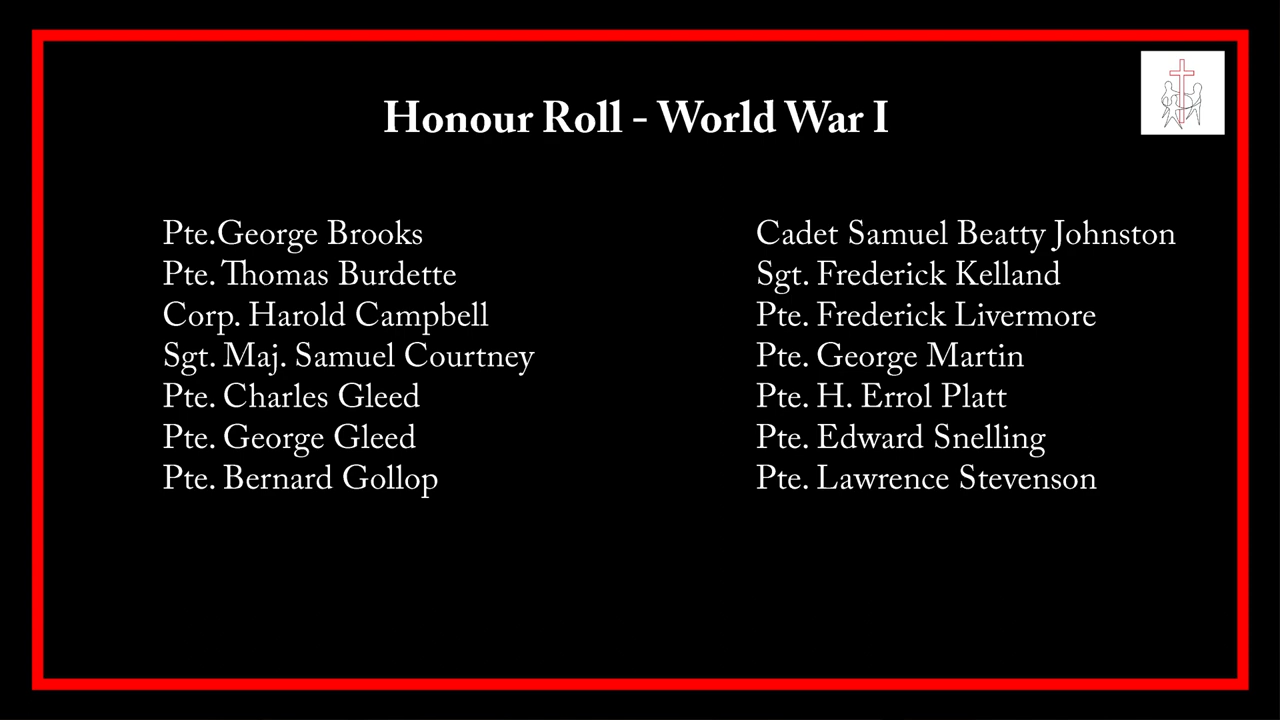 Honour Roll - World War I
Pte.George Brooks
Pte. Thomas Burdette
Corp. Harold Campbell
Sgt. Maj. Samuel Courtney
Pte. Charles Gleed
Pte. George Gleed
Pte. Bernard Gollop
Cadet Samuel Beatty Johnston
Sgt. Frederick Kelland
Pte. Frederick Livermore
Pte. George Martin
Pte. H. Errol Platt
Pte. Edward Snelling
Pte. Lawrence Stevenson